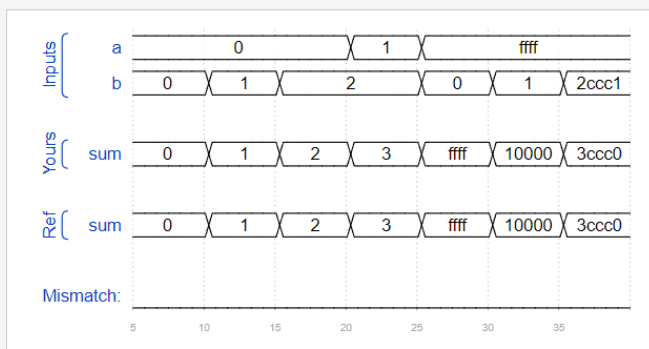 Inputs
a 0 1 ffff
b 0 1 2 0 1 2ccc1
Yours
sum 0 1 2 3 ffff 10000 3ccc0
Ref
sum 0 1 2 3 ffff 10000 3ccc0
Mismatch:
5 10 15 20 25 30 35